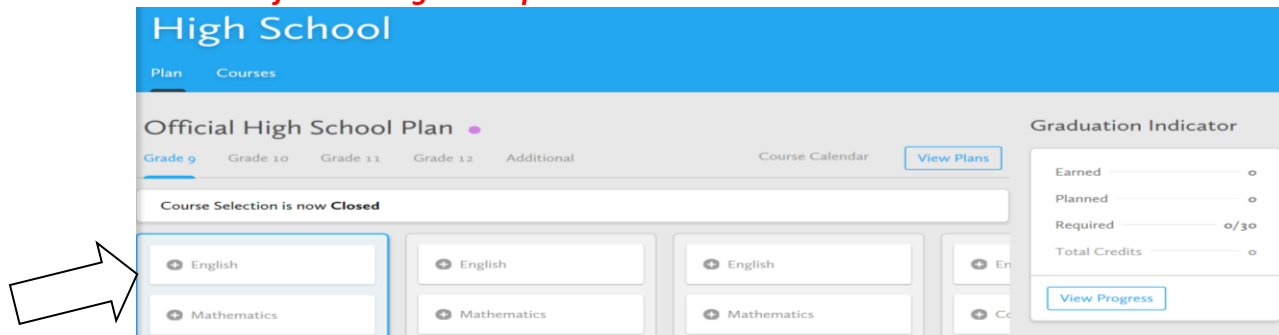 High School
Plan Courses
Official High School Plan
Grade 9 Grade 10 Grade 11 Grade 12 Additional Course Calendar View Plans
Course Selection is now Closed
English English English
Mathematics Mathematics Mathematics
Graduation Indicator
Earned 0
Planned 0
Required 0/30
Total Credits 0
View Progress